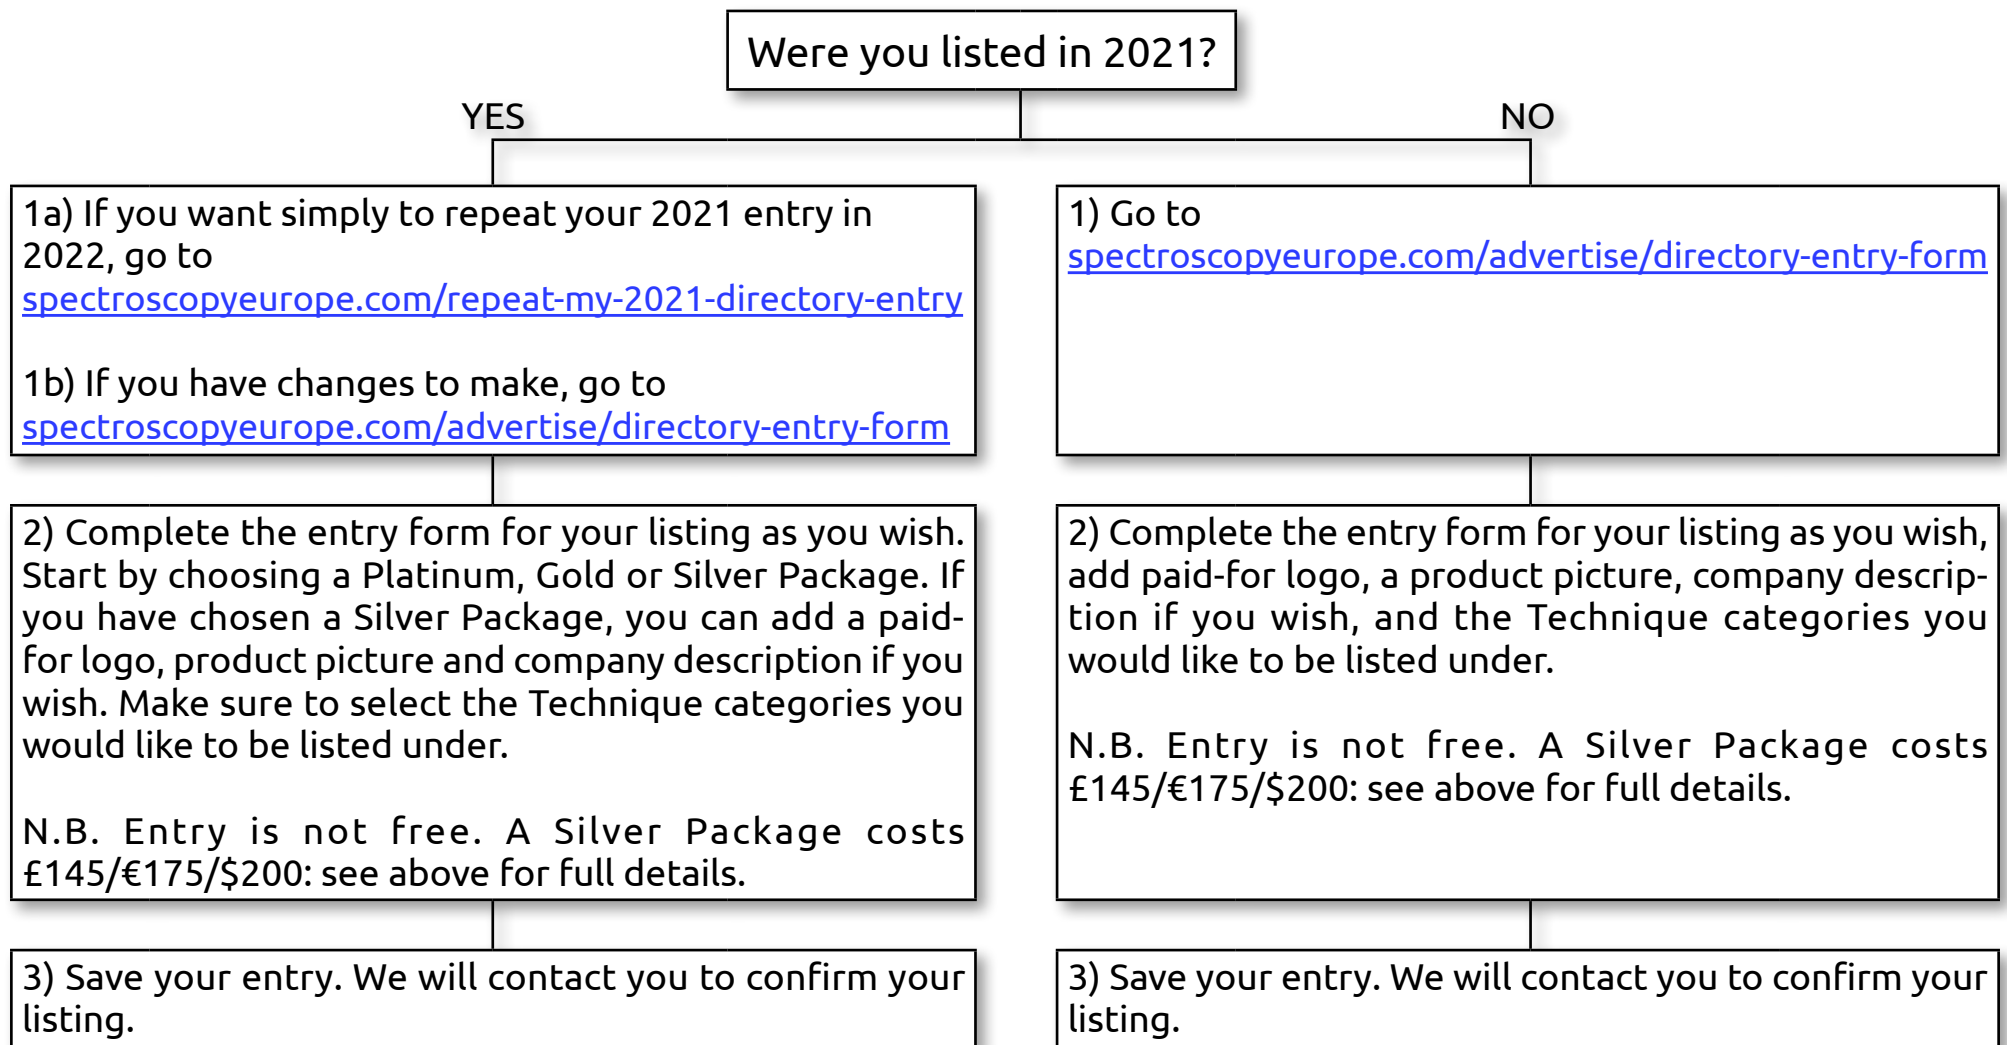 Were you listed in 2021?
YES
NO
1a) If you want simply to repeat your 2021 entry in
2022, go to
spectroscopyeurope.com/repeat-my-2021-directory-entry
1b) If you have changes to make, go to
spectroscopyeurope.com/advertise/directory-entry-form
1) Go to
spectroscopyeurope.com/advertise/directory-entry-form
2) Complete the entry form for your listing as you wish.
Start by choosing a Platinum, Gold or Silver Package. If
you have chosen a Silver Package, you can add a paid-
for logo, product picture and company description if you
wish. Make sure to select the Technique categories you
would like to be listed under.
N.B. Entry is not free. A Silver Package costs
£145/€175/$200: see above for full details.
2) Complete the entry form for your listing as you wish,
add paid-for logo, a product picture, company descrip-
tion if you wish, and the Technique categories you
would like to be listed under.
N.B. Entry is not free. A Silver Package costs
£145/€175/$200: see above for full details.
3) Save your entry. We will contact you to confirm your
listing.
3) Save your entry. We will contact you to confirm your
listing.